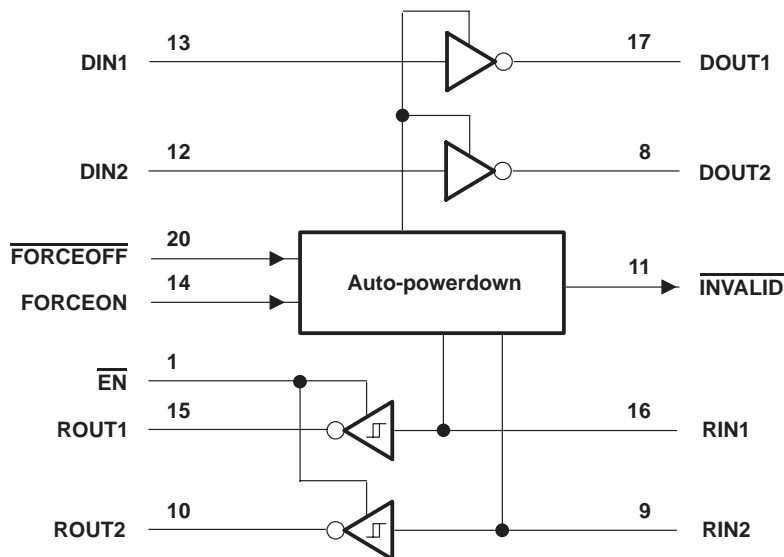 DIN1 13 17 DOUT1
DIN2 12 8 DOUT2
FORCEOFF 20
Auto-powerdown
11 INVALID
FORCEON 14
EN 1
ROUT1 15 16 RIN1
ROUT2 10 9 RIN2